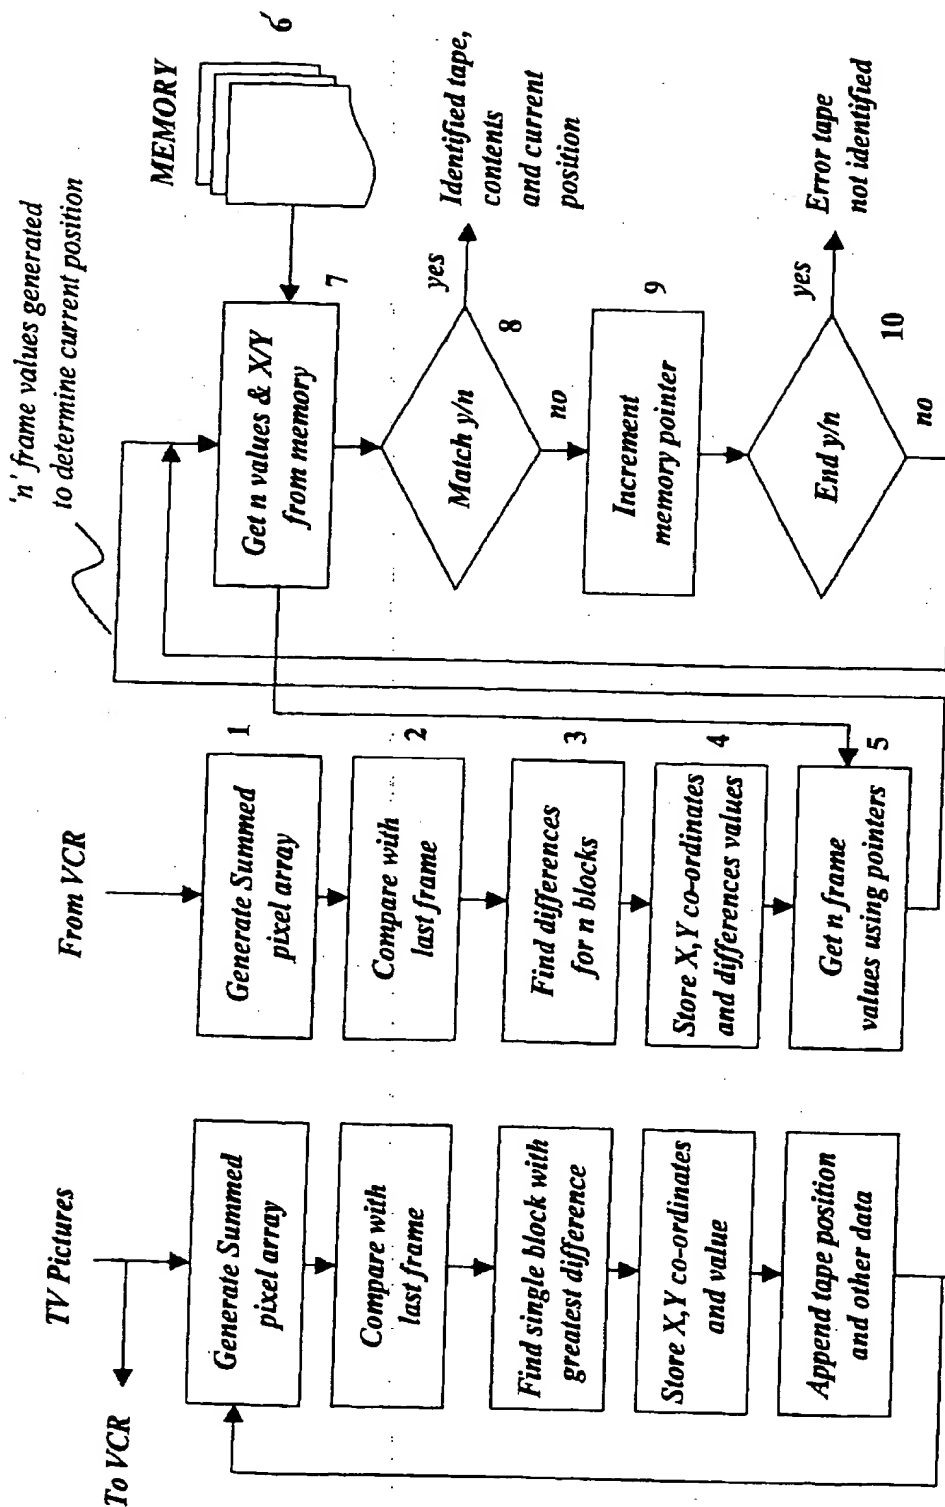 TV Pictures
To VCR
Generate Summed
pixel array
Compare with
last frame
Find single block with
greatest difference
Store X,Y co-ordinates
and value
Append tape position
and other data
From VCR
Generate Summed
pixel array
1
Compare with
last frame
2
Find differences
for n blocks
3
Store X,Y co-ordinates
and differences values
4
Get n frame
values using pointers
5
'n' frame values generated
to determine current position
MEMORY
6
Get n values & X/Y
from memory
7
Match y/n
8
yes
Identified tape,
contents
and current
position
no
Increment
memory pointer
9
End y/n
10
yes
Error tape
not identified
no